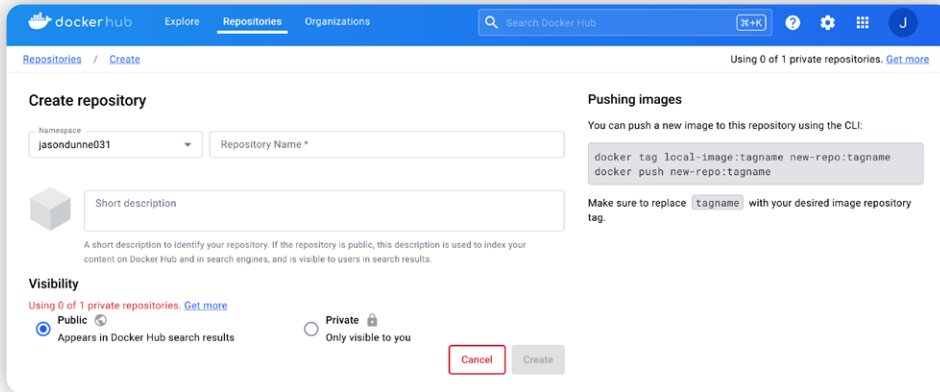 dockerhub Explore Repositories Organizations Search Docker Hub ⌘+K ? J
Repositories / Create Using 0 of 1 private repositories. Get more
Create repository
Namespace
jasondunne031
Repository Name *
Short description
A short description to identify your repository. If the repository is public, this description is used to index your
content on Docker Hub and in search engines, and is visible to users in search results.
Visibility
Using 0 of 1 private repositories. Get more
Public
Appears in Docker Hub search results
Private
Only visible to you
Cancel Create
Pushing images
You can push a new image to this repository using the CLI:
docker tag local-image:tagname new-repo:tagname
docker push new-repo:tagname
Make sure to replace tagname with your desired image repository
tag.